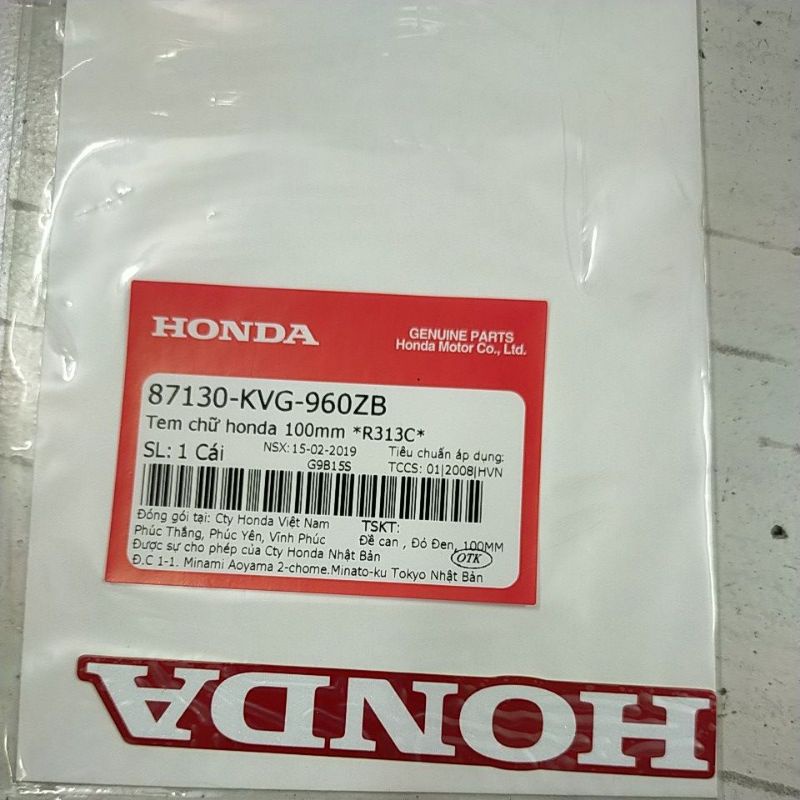 HONDA
GENUINE PARTS
Honda Motor Co., Ltd.
87130-KVG-960ZB
Tem chữ honda 100mm *R313C*
SL: 1 Cái
NSX: 15-02-2019
G9B15S
Tiêu chuẩn áp dụng:
TCCS: 01|2008|HVN
Đóng gói tại: Cty Honda Việt Nam
Phúc Thắng, Phúc Yên, Vĩnh Phúc
Được sự cho phép của Cty Honda Nhật Bản
Đ.C 1-1. Minami Aoyama 2-chome.Minato-ku Tokyo Nhật Bản
TSKT:
Đề can , Đỏ Đen, 100MM
OTK
HONDA